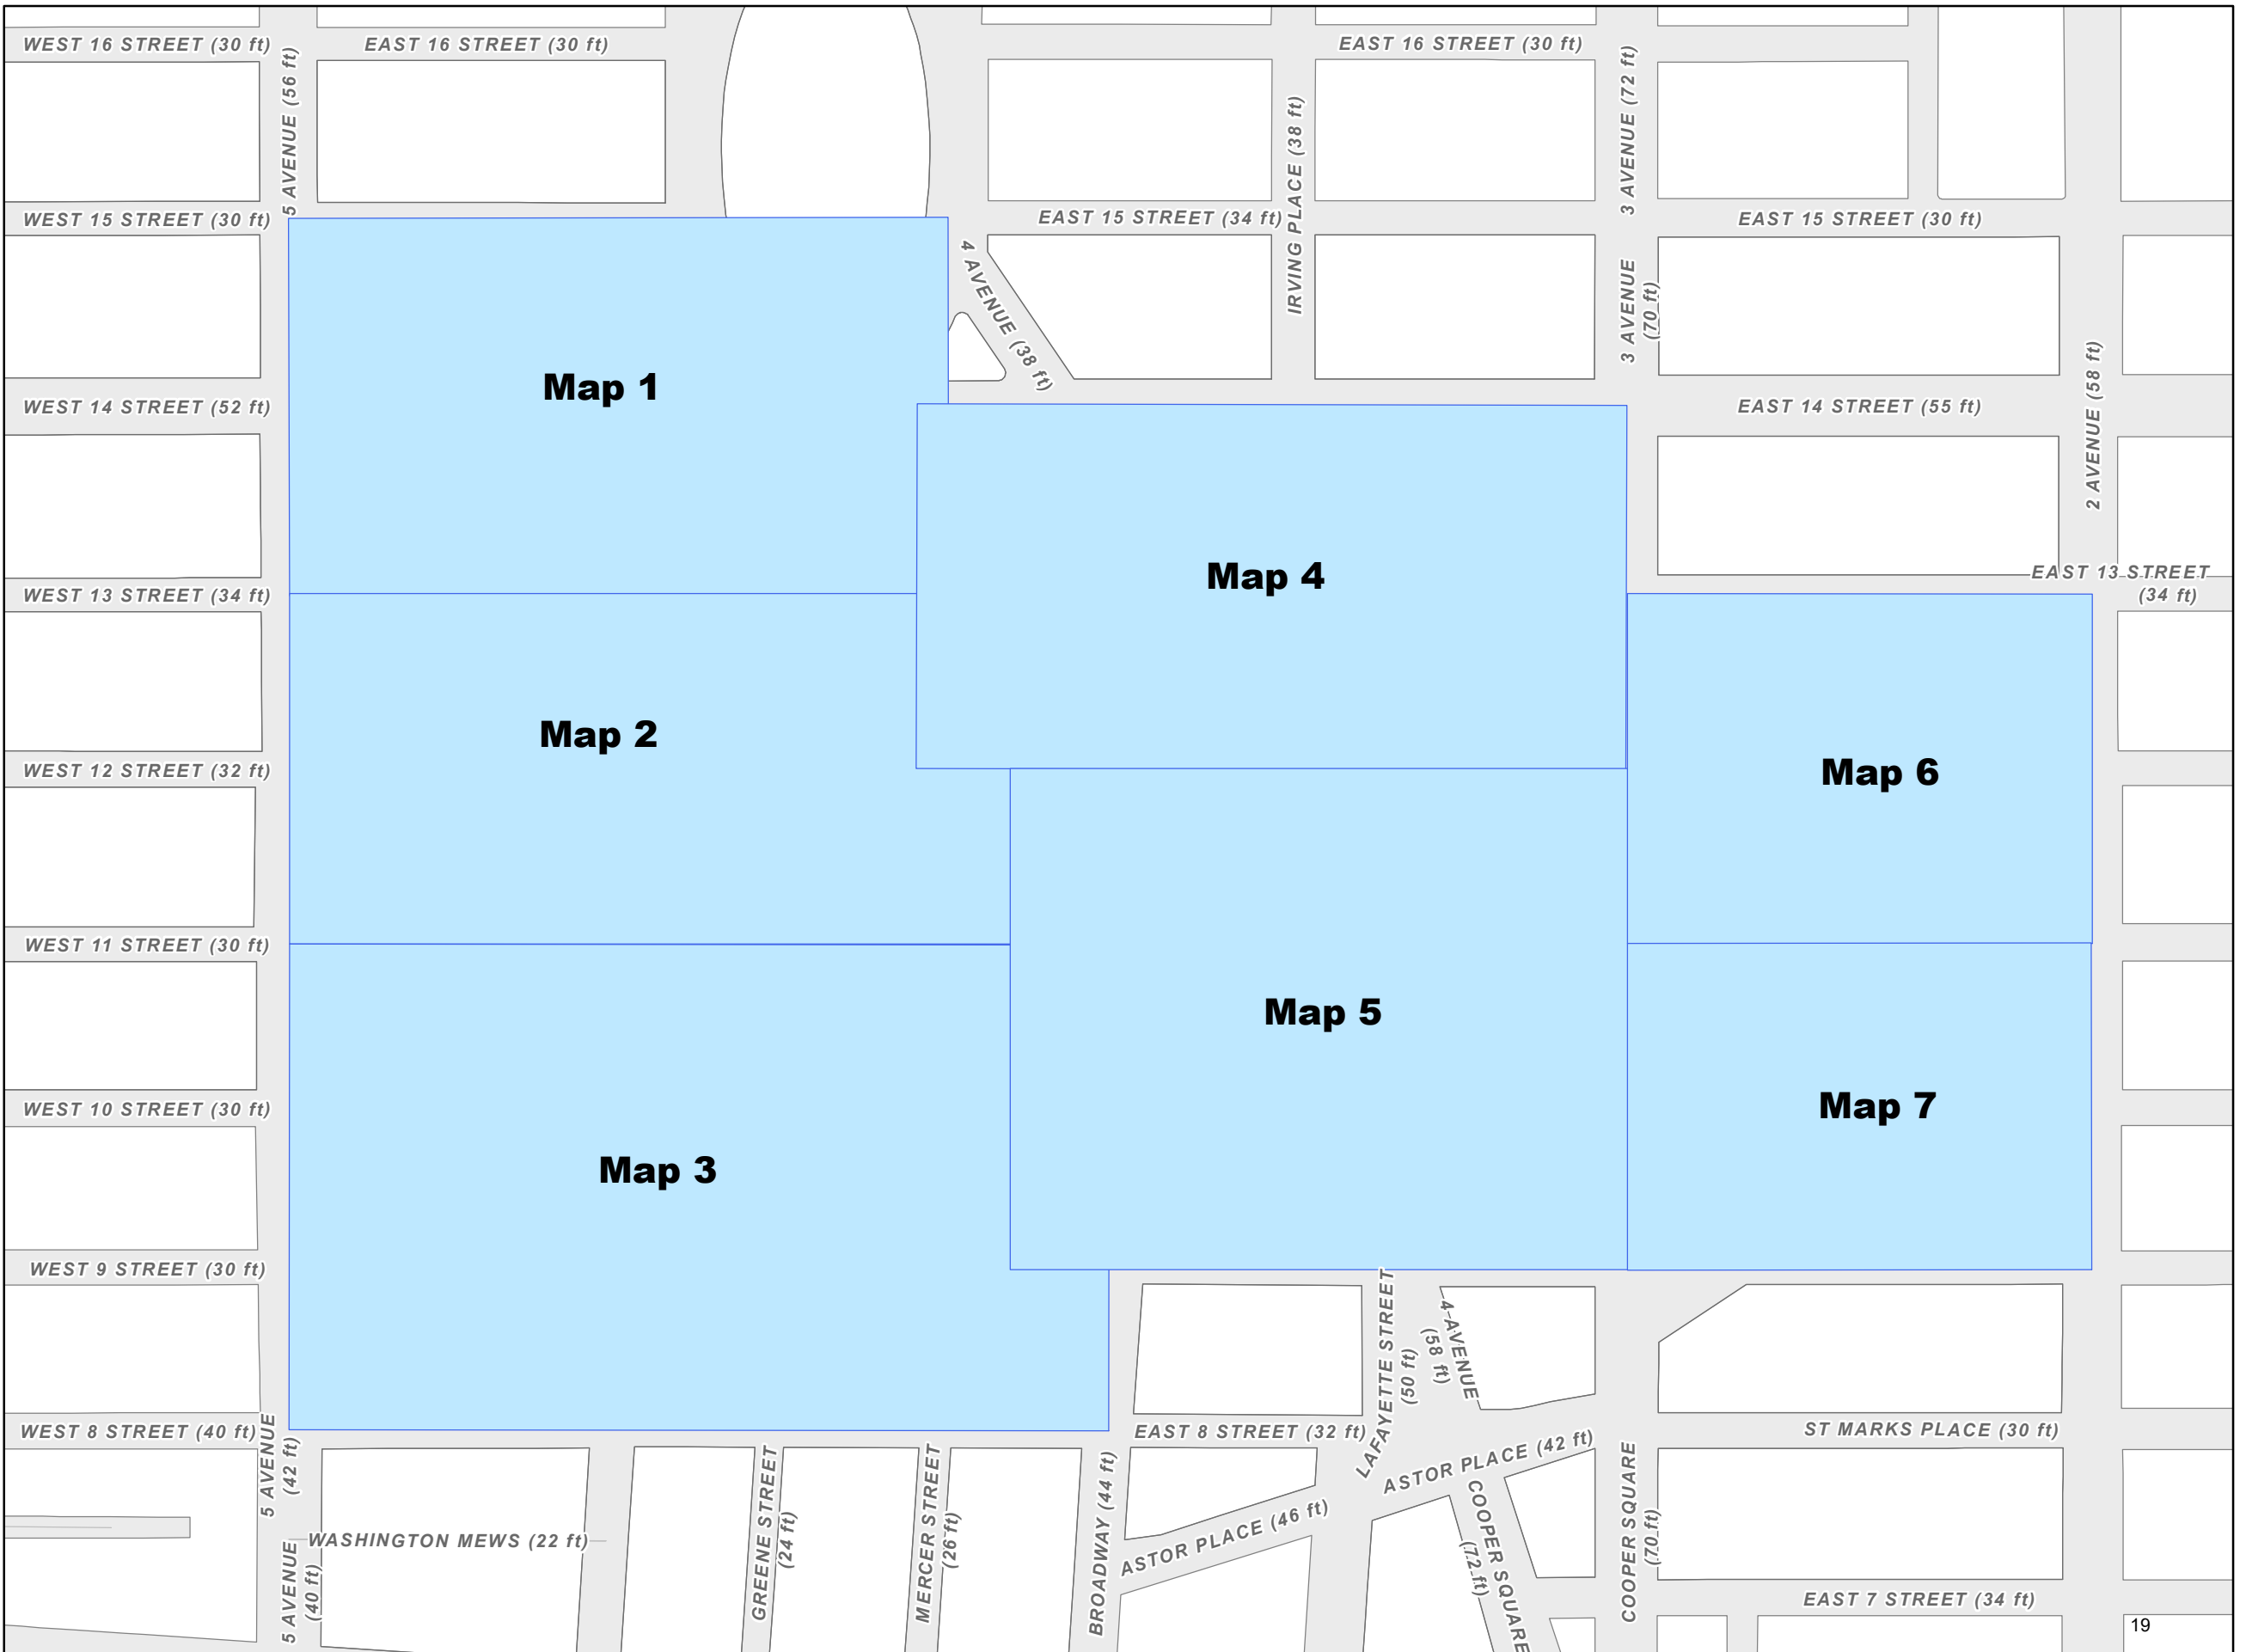 WEST 16 STREET (30 ft)
EAST 16 STREET (30 ft)
EAST 16 STREET (30 ft)
5 AVENUE (56 ft)
IRVING PLACE (38 ft)
3 AVENUE (72 ft)
WEST 15 STREET (30 ft)
EAST 15 STREET (34 ft)
EAST 15 STREET (30 ft)
4 AVENUE (38 ft)
3 AVENUE
(70 ft)
Map 1
WEST 14 STREET (52 ft)
EAST 14 STREET (55 ft)
2 AVENUE (58 ft)
Map 4
EAST 13 STREET
(34 ft)
WEST 13 STREET (34 ft)
Map 2
WEST 12 STREET (32 ft)
Map 6
WEST 11 STREET (30 ft)
Map 5
WEST 10 STREET (30 ft)
Map 7
Map 3
WEST 9 STREET (30 ft)
LAFAYETTE STREET
(50 ft)
4 AVENUE
(58 ft)
WEST 8 STREET (40 ft)
5 AVENUE
(42 ft)
EAST 8 STREET (32 ft)
ST MARKS PLACE (30 ft)
ASTOR PLACE (42 ft)
WASHINGTON MEWS (22 ft)
5 AVENUE
(40 ft)
GREENE STREET
(24 ft)
MERCER STREET
(26 ft)
BROADWAY (44 ft)
ASTOR PLACE (46 ft)
COOPER SQUARE
(72 ft)
COOPER SQUARE
(70 ft)
EAST 7 STREET (34 ft)
19